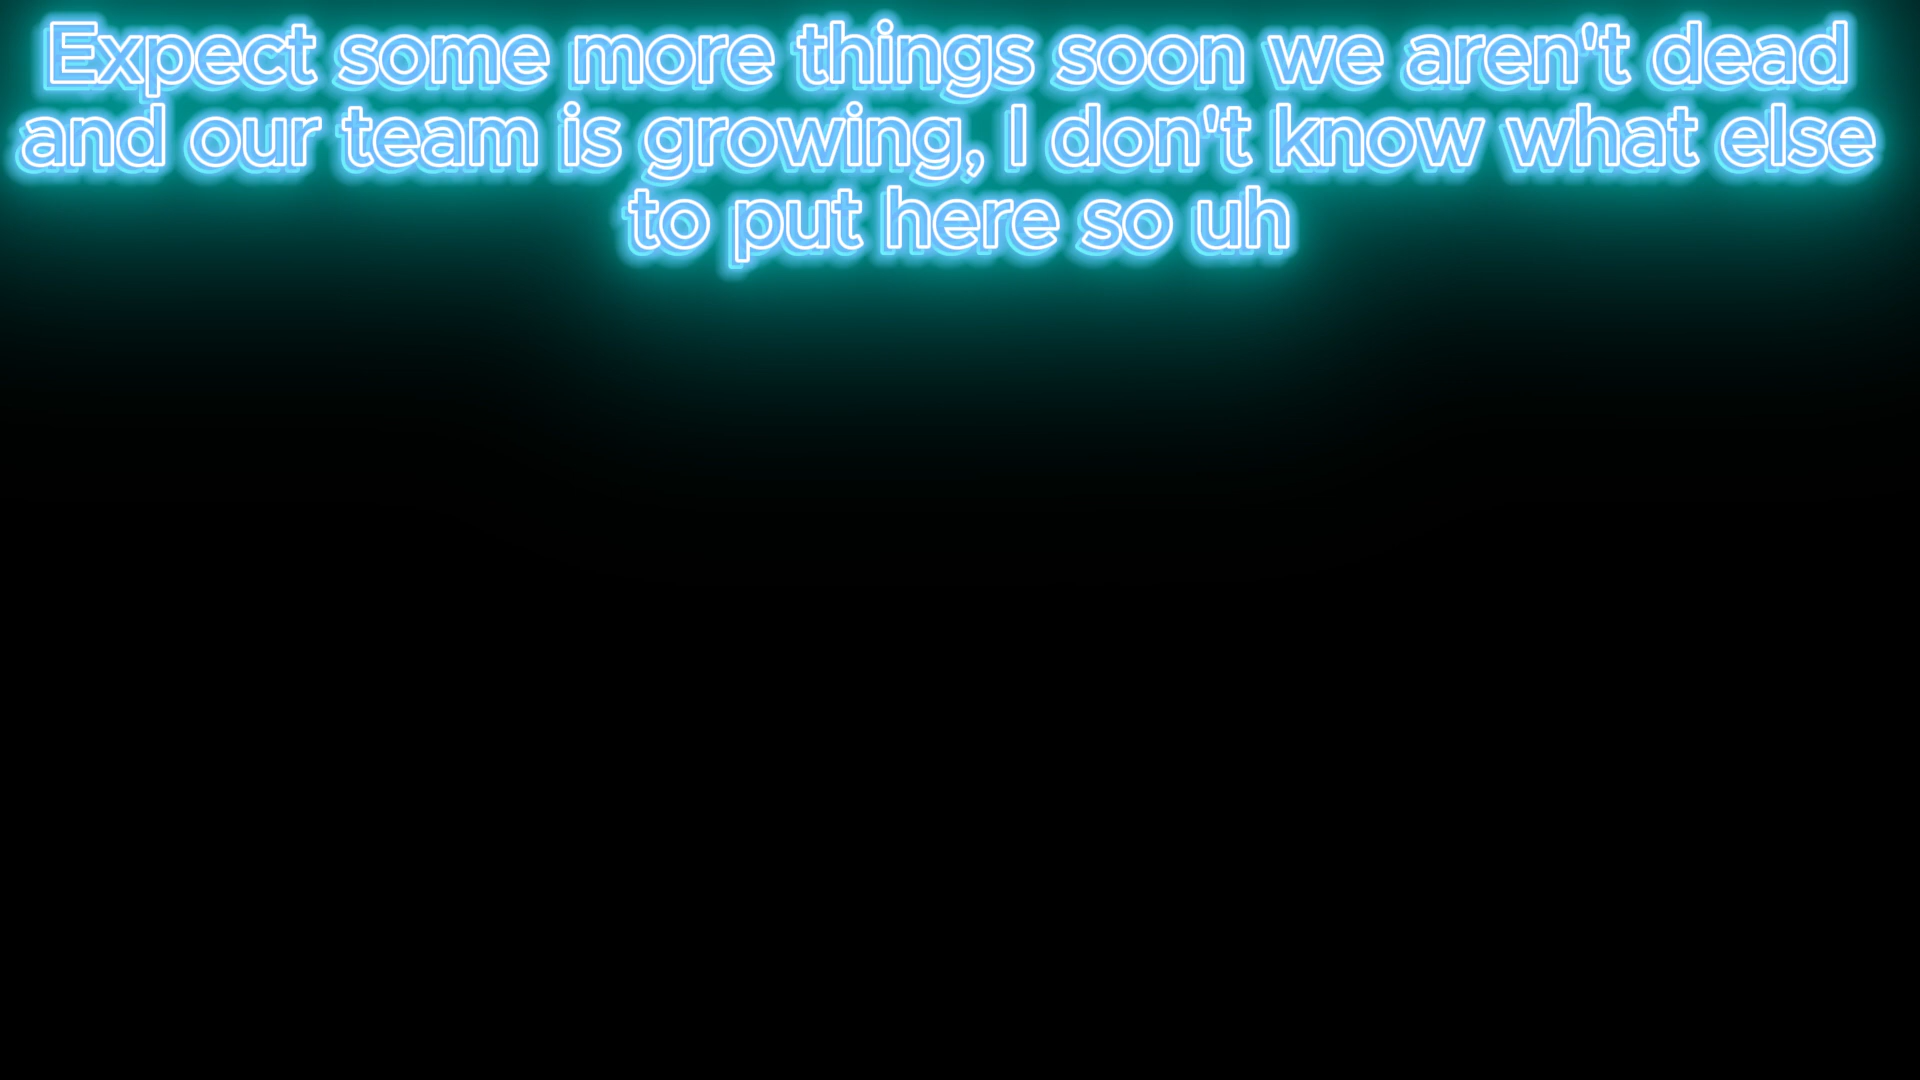 Expect some more things soon we aren't dead
and our team is growing, I don't know what else
to put here so uh